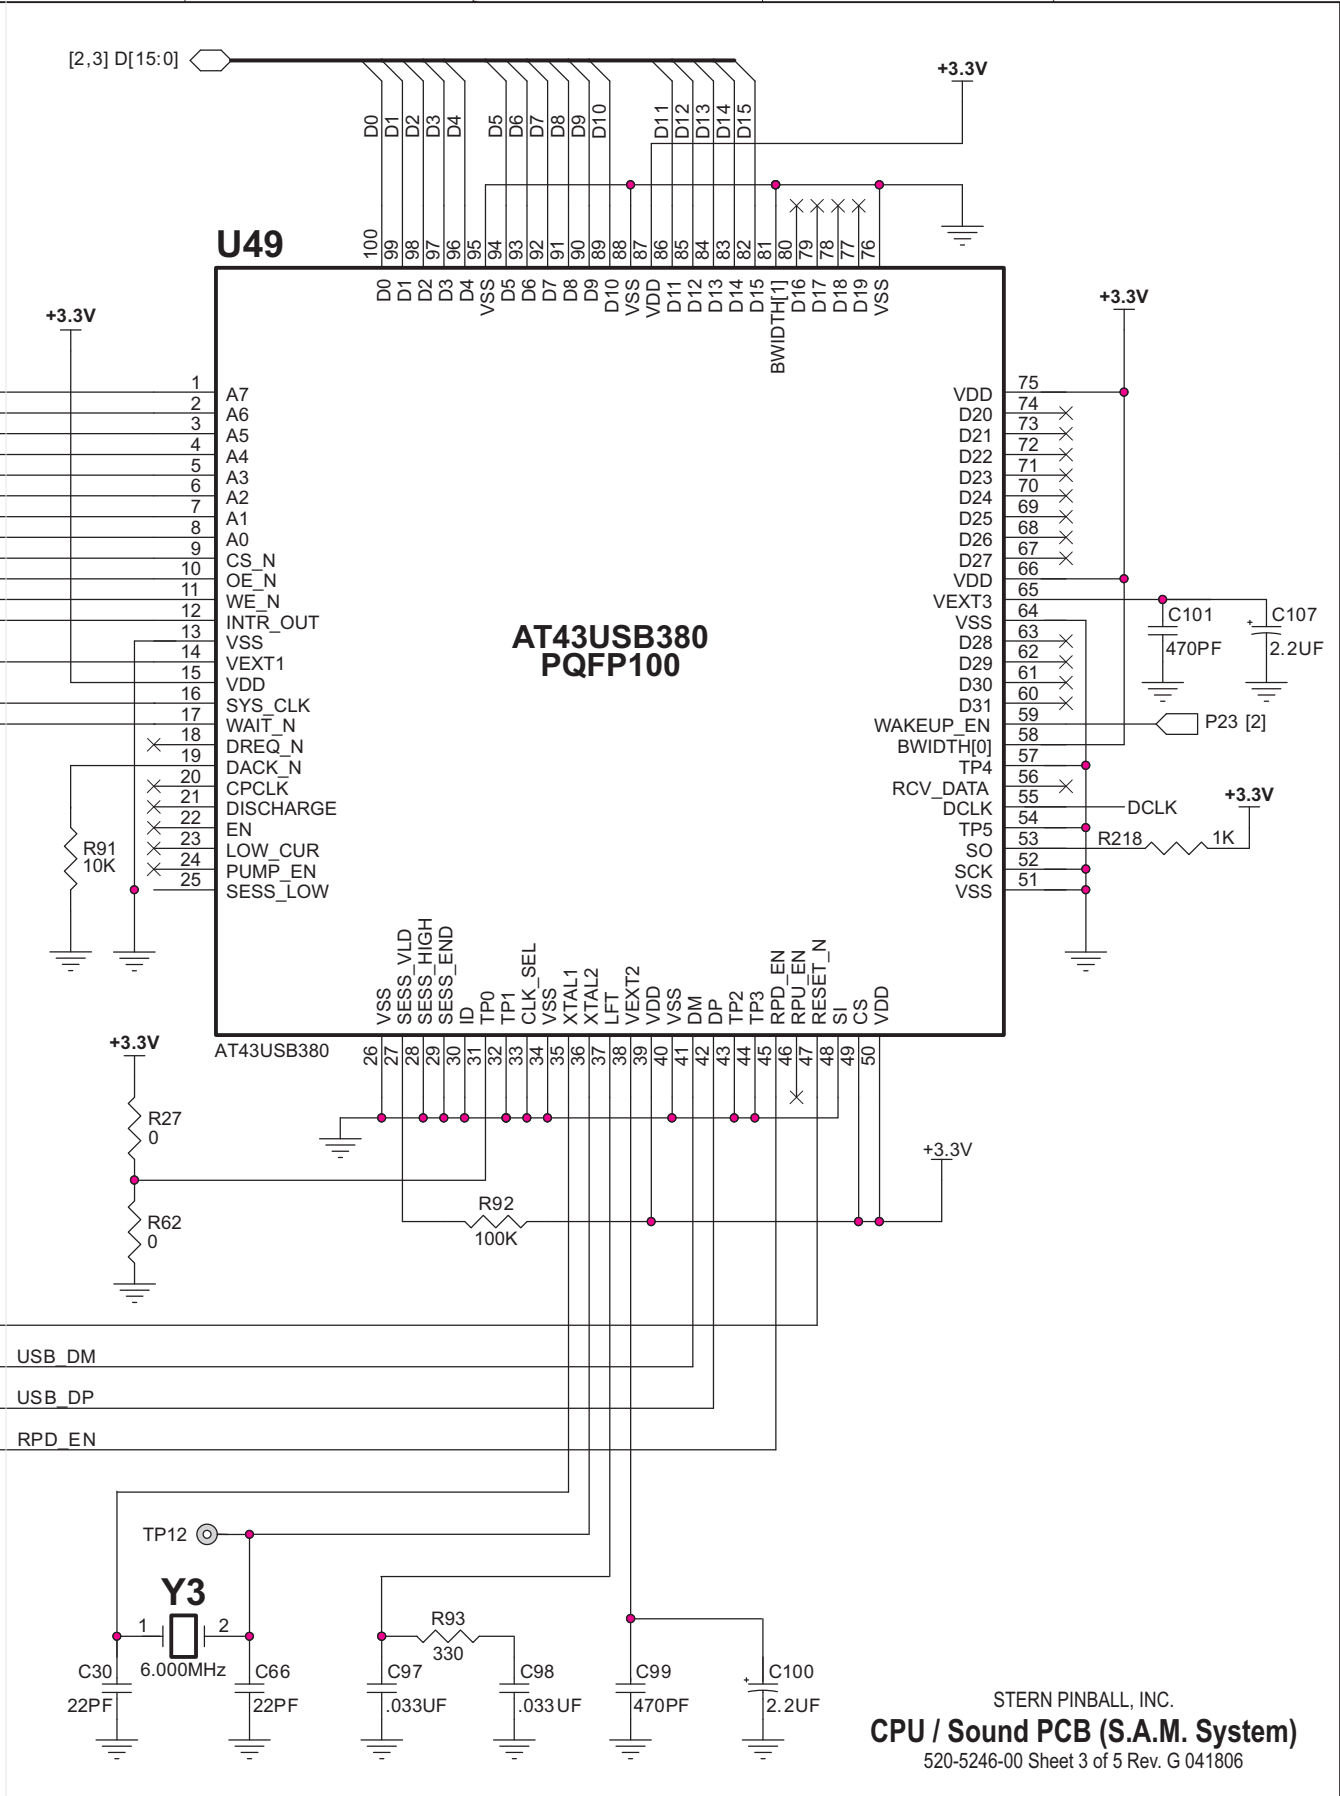 [2,3] D[15:0]
+3.3V
D0
D1
D2
D3
D4
D5
D6
D7
D8
D9
D10
D11
D12
D13
D14
D15
U49
100
99
98
97
96
95
94
93
92
91
90
89
88
87
86
85
84
83
82
81
80
79
78
77
76
D0
D1
D2
D3
D4
VSS
D5
D6
D7
D8
D9
D10
VSS
VDD
D11
D12
D13
D14
D15
BWIDTH[1]
D16
D17
D18
D19
VSS
+3.3V
+3.3V
1 A7
2 A6
3 A5
4 A4
5 A3
6 A2
7 A1
8 A0
9 CS_N
10 OE_N
11 WE_N
12 INTR_OUT
13 VSS
14 VEXT1
15 VDD
16 SYS_CLK
17 WAIT_N
18 DREQ_N
19 DACK_N
20 CPCLK
21 DISCHARGE
22 EN
23 LOW_CUR
24 PUMP_EN
25 SESS_LOW
AT43USB380
PQFP100
VDD 75
D20 74
D21 73
D22 72
D23 71
D24 70
D25 69
D26 68
D27 67
VDD 66
VEXT3 65
VSS 64
D28 63
D29 62
D30 61
D31 60
WAKEUP_EN 59
BWIDTH[0] 58
TP4 57
RCV_DATA 56
DCLK 55
TP5 54
SO 53
SCK 52
VSS 51
C101
470PF
+
C107
2.2UF
P23 [2]
DCLK
+3.3V
R218
1K
R91
10K
VSS
SESS_VLD
SESS_HIGH
SESS_END
ID
TP0
TP1
CLK_SEL
VSS
XTAL1
XTAL2
LFT
VEXT2
VDD
VSS
DM
DP
TP2
TP3
RPD_EN
RPU_EN
RESET_N
SI
CS
VDD
AT43USB380
26
27
28
29
30
31
32
33
34
35
36
37
38
39
40
41
42
43
44
45
46
47
48
49
50
+3.3V
R27
0
R62
0
R92
100K
+3.3V
USB_DM
USB_DP
RPD_EN
TP12
Y3
1
2
6.000MHz
C30
22PF
C66
22PF
R93
330
C97
.033UF
C98
.033UF
C99
470PF
+
C100
2.2UF
STERN PINBALL, INC.
CPU / Sound PCB (S.A.M. System)
520-5246-00 Sheet 3 of 5 Rev. G 041806